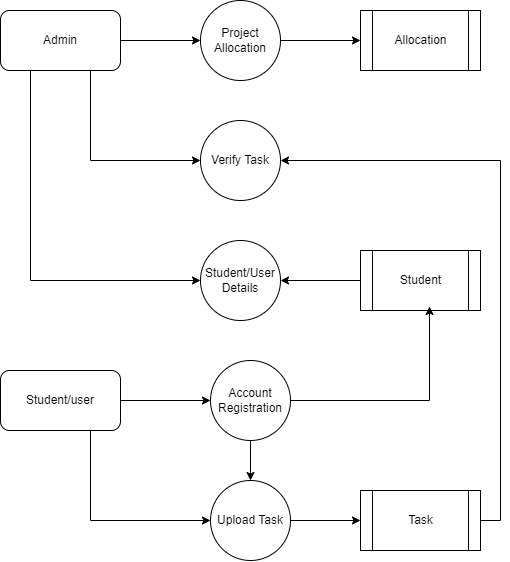 Admin
Project
Allocation
Allocation
Verify Task
Student/User
Details
Student
Student/user
Account
Registration
Upload Task
Task